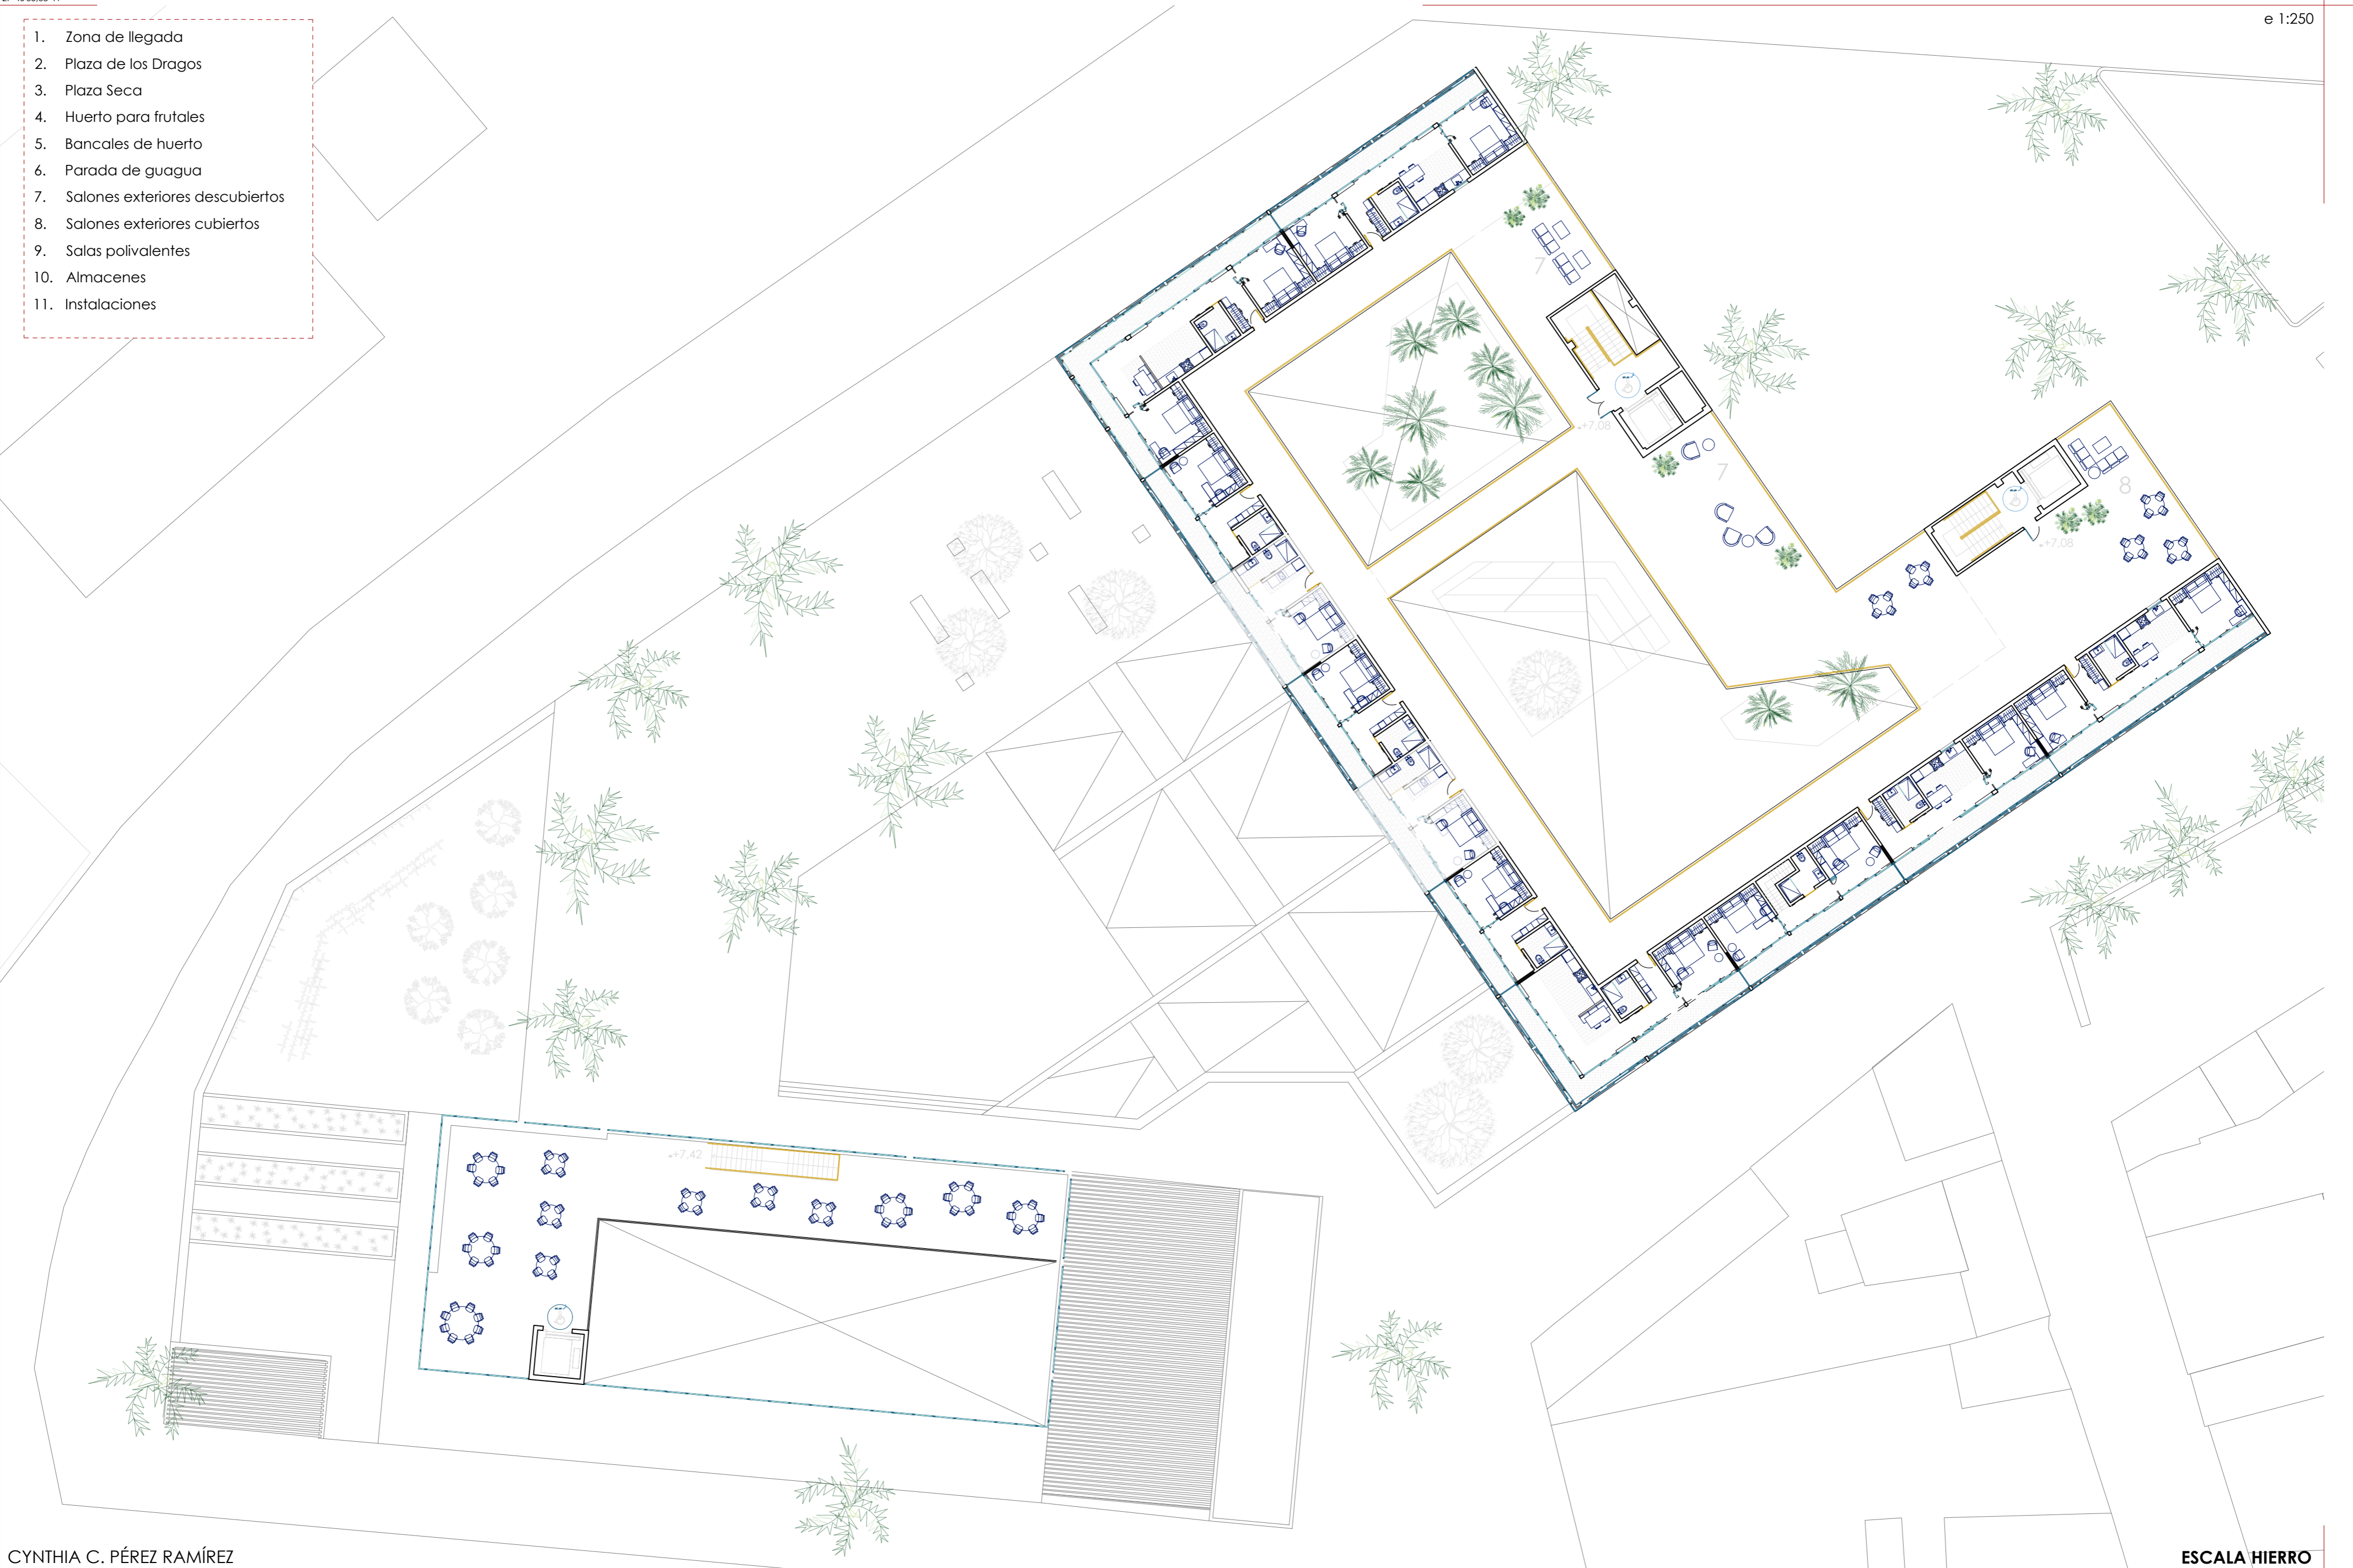 e 1:250
1. Zona de llegada
2. Plaza de los Dragos
3. Plaza Seca
4. Huerto para frutales
5. Bancales de huerto
6. Parada de guagua
7. Salones exteriores descubiertos
8. Salones exteriores cubiertos
9. Salas polivalentes
10. Almacenes
11. Instalaciones
7
+7,08
7
8
+7,08
+7,42
CYNTHIA C. PÉREZ RAMÍREZ
ESCALA HIERRO